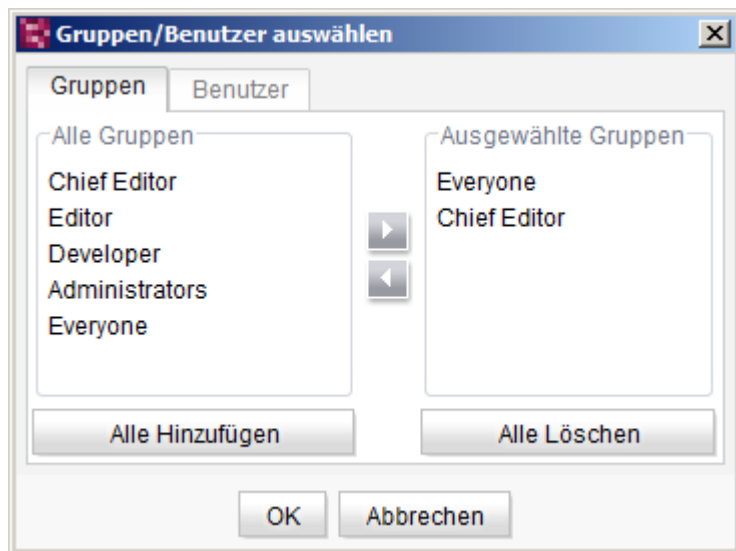 Gruppen/Benutzer auswählen
Gruppen
Benutzer
Alle Gruppen
Chief Editor
Editor
Developer
Administrators
Everyone
Ausgewählte Gruppen
Everyone
Chief Editor
Alle Hinzufügen
Alle Löschen
OK
Abbrechen